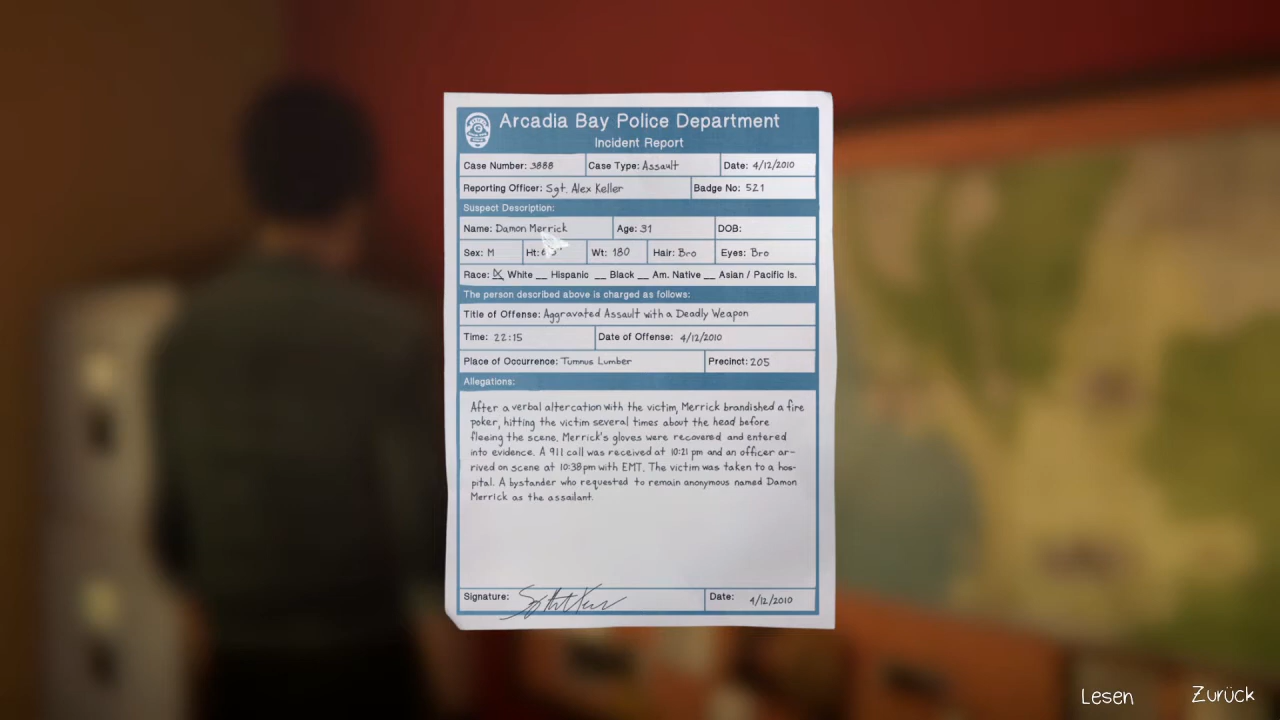 Arcadia Bay Police Department
Incident Report
Case Number: 3888 Case Type: Assault Date: 4/12/2010
Reporting Officer: Sgt. Alex Keller Badge No: 521
Suspect Description:
Name: Damon Merrick Age: 31 DOB:
Sex: M Ht: Wt: 180 Hair: Bro Eyes: Bro
Race: X White __ Hispanic __ Black __ Am. Native __ Asian / Pacific Is.
The person described above is charged as follows:
Title of Offense: Aggravated Assault with a Deadly Weapon
Time: 22:15 Date of Offense: 4/12/2010
Place of Occurrence: Tumnus Lumber Precinct: 205
Allegations:
After a verbal altercation with the victim, Merrick brandished a fire
poker, hitting the victim several times about the head before
fleeing the scene. Merrick's gloves were recovered and entered
into evidence. A 911 call was received at 10:21 pm and an officer ar-
rived on scene at 10:38pm with EMT. The victim was taken to a hos-
pital. A bystander who requested to remain anonymous named Damon
Merrick as the assailant.
Signature: Date: 4/12/2010
Lesen Zurück